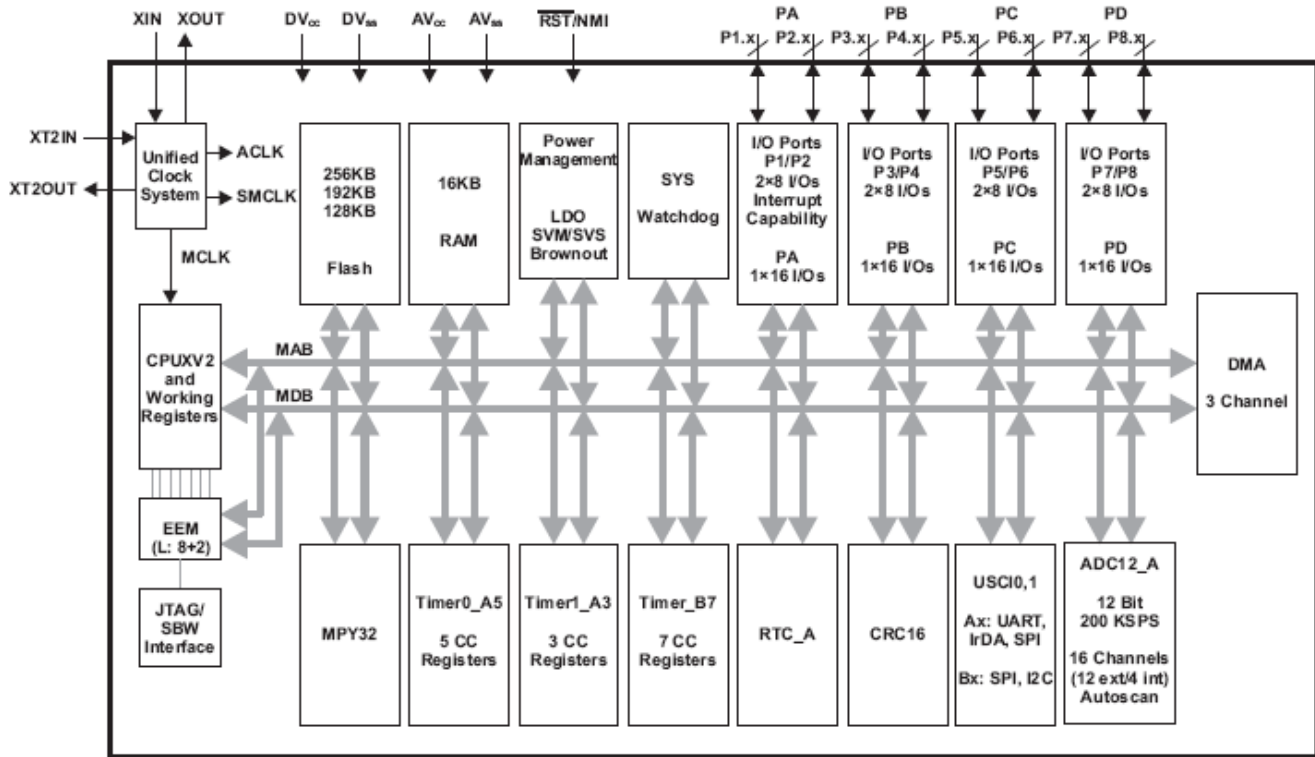 XIN XOUT DVcc DVss AVcc AVss RST/NMI PA PB PC PD
P1.x P2.x P3.x P4.x P5.x P6.x P7.x P8.x
XT2IN
XT2OUT
Unified
Clock
System
ACLK
SMCLK
MCLK
256KB
192KB
128KB
Flash
16KB
RAM
Power
Management
LDO
SVM/SVS
Brownout
SYS
Watchdog
I/O Ports
P1/P2
2×8 I/Os
Interrupt
Capability
PA
1×16 I/Os
I/O Ports
P3/P4
2×8 I/Os
PB
1×16 I/Os
I/O Ports
P5/P6
2×8 I/Os
PC
1×16 I/Os
I/O Ports
P7/P8
2×8 I/Os
PD
1×16 I/Os
CPUXV2
and
Working
Registers
MAB
MDB
DMA
3 Channel
EEM
(L: 8+2)
JTAG/
SBW
Interface
MPY32
Timer0_A5
5 CC
Registers
Timer1_A3
3 CC
Registers
Timer_B7
7 CC
Registers
RTC_A
CRC16
USCI0,1
Ax: UART,
IrDA, SPI
Bx: SPI, I2C
ADC12_A
12 Bit
200 KSPS
16 Channels
(12 ext/4 int)
Autoscan